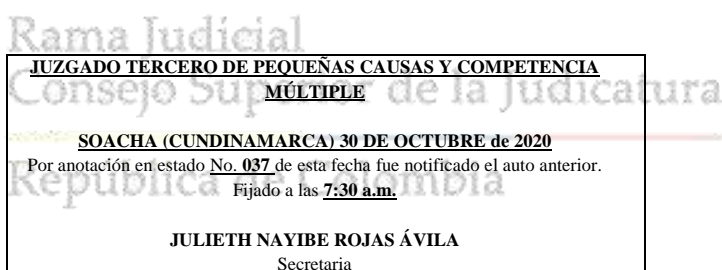 Rama Judicial
JUZGADO TERCERO DE PEQUEÑAS CAUSAS Y COMPETENCIA
MÚLTIPLE
Consejo Superior de la Judicatura
SOACHA (CUNDINAMARCA) 30 DE OCTUBRE de 2020
Por anotación en estado No. 037 de esta fecha fue notificado el auto anterior.
República de Colombia
Fijado a las 7:30 a.m.
JULIETH NAYIBE ROJAS ÁVILA
Secretaria